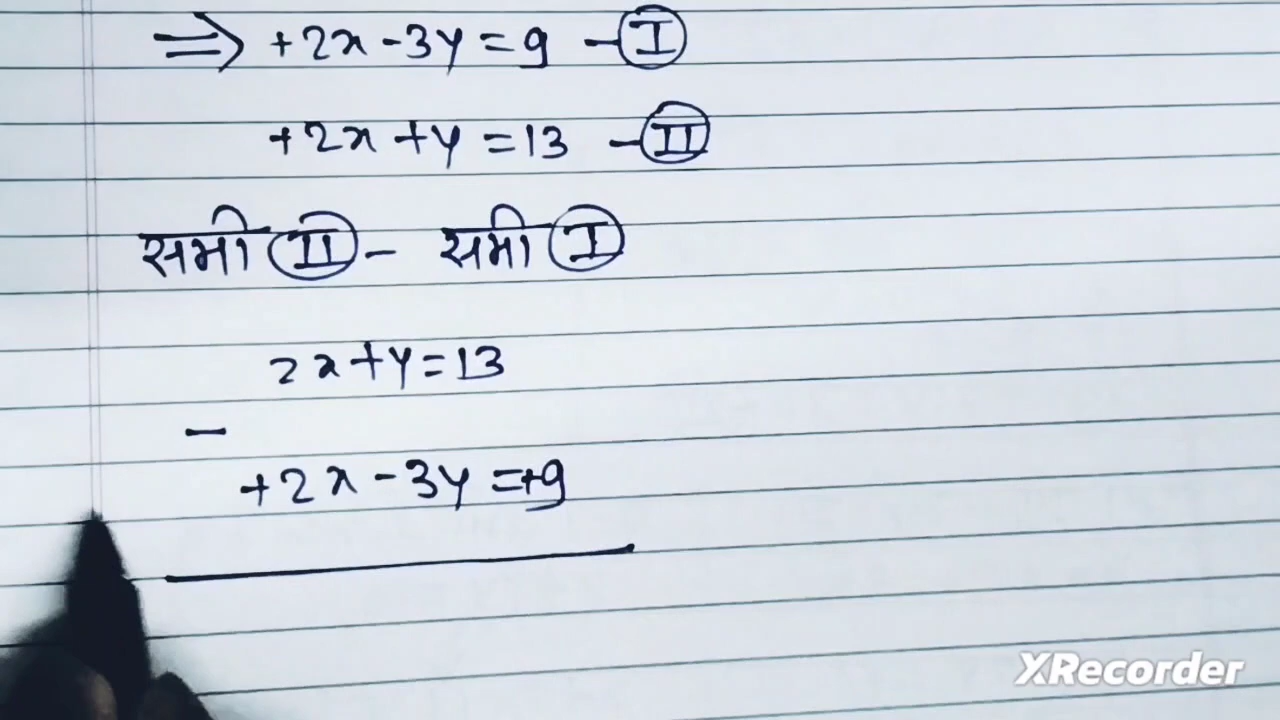 ⇒ +2x - 3y = 9 - Ⓘ
+2x + y = 13 - II
समी II - समी I
2x + y = 13
-
+2x - 3y = +9
XRecorder